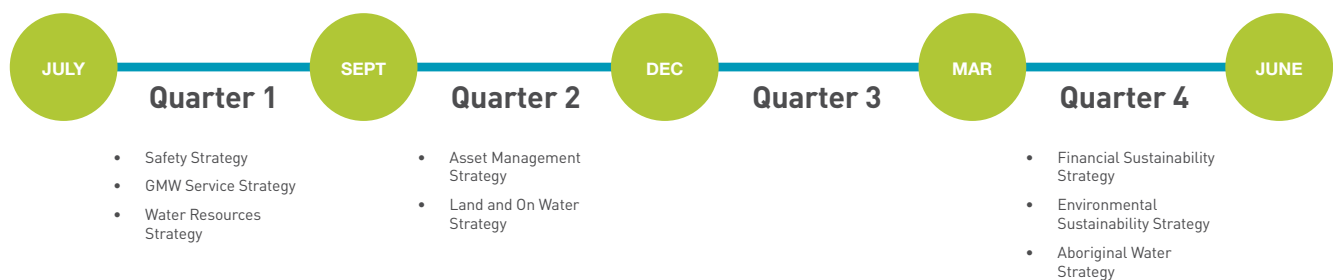 JULY
SEPT
DEC
MAR
JUNE
Quarter 1
Quarter 2
Quarter 3
Quarter 4
• Safety Strategy
• GMW Service Strategy
• Water Resources
Strategy
• Asset Management
Strategy
• Land and On Water
Strategy
• Financial Sustainability
Strategy
• Environmental
Sustainability Strategy
• Aboriginal Water
Strategy